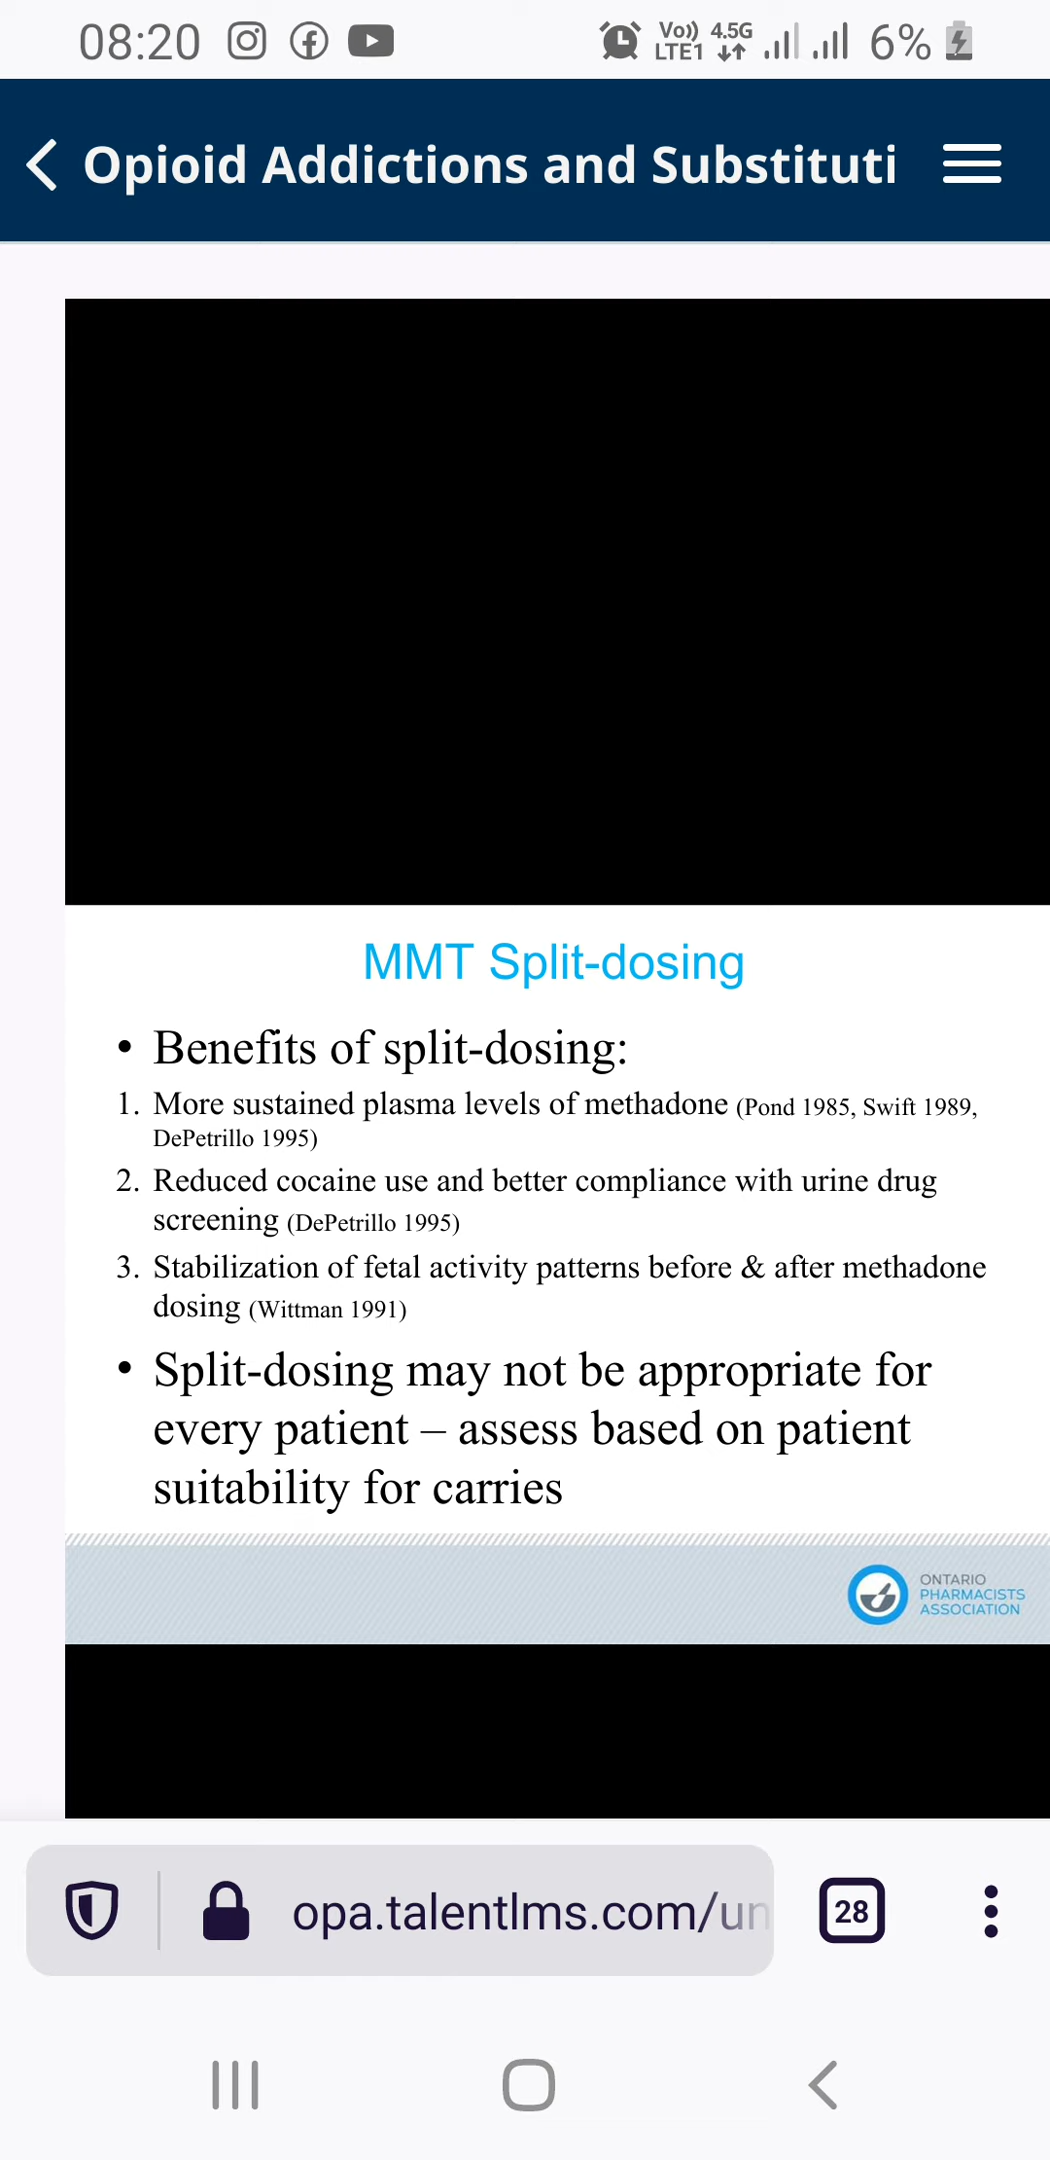 08:20 Vo)) LTE1 4.5G 6%
Opioid Addictions and Substituti
MMT Split-dosing
• Benefits of split-dosing:
1. More sustained plasma levels of methadone (Pond 1985, Swift 1989,
DePetrillo 1995)
2. Reduced cocaine use and better compliance with urine drug
screening (DePetrillo 1995)
3. Stabilization of fetal activity patterns before & after methadone
dosing (Wittman 1991)
• Split-dosing may not be appropriate for
every patient – assess based on patient
suitability for carries
ONTARIO
PHARMACISTS
ASSOCIATION
opa.talentlms.com/un
28